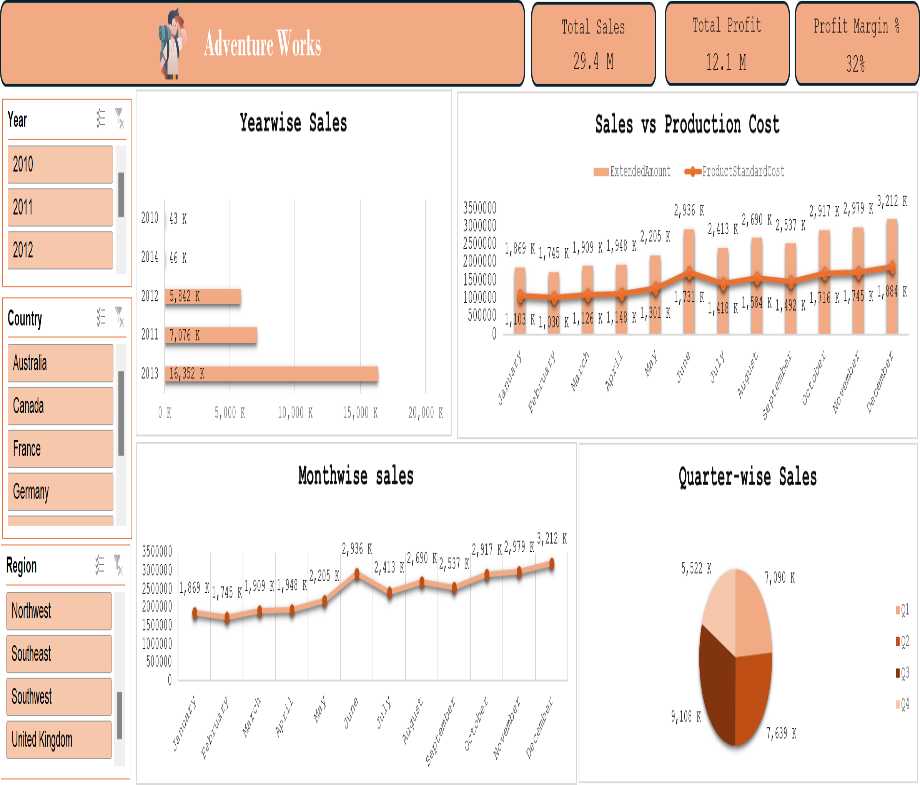 Adventure Works
Total Sales
29.4 M
Total Profit
12.1 M
Profit Margin %
32%
Year
2010
2011
2012
Country
Australia
Canada
France
Germany
Region
Northwest
Southeast
Southwest
United Kingdom
Yearwise Sales
2010 43 K
2014 46 K
2012 5,842 K
2011 7,076 K
2013 16,352 K
0 K 5,000 K 10,000 K 15,000 K 20,000 K
Sales vs Production Cost
ExtendedAmount ProductStandardCost
3500000
3000000
2500000
2000000
1500000
1000000
500000
0
1,869 K 1,745 K 1,909 K 1,948 K 2,205 K 2,936 K 2,413 K 2,690 K 2,537 K 2,917 K 2,979 K 3,212 K
1,103 K 1,030 K 1,126 K 1,148 K 1,301 K 1,731 K 1,418 K 1,584 K 1,492 K 1,716 K 1,745 K 1,884 K
January February March April May June July August September October November December
Monthwise sales
3500000
3000000
2500000
2000000
1500000
1000000
500000
0
1,869 K 1,745 K 1,909 K 1,948 K 2,205 K 2,936 K 2,413 K 2,690 K 2,537 K 2,917 K 2,979 K 3,212 K
January February March April May June July August September October November December
Quarter-wise Sales
5,522 K
7,090 K
9,108 K
7,639 K
Q1
Q2
Q3
Q4